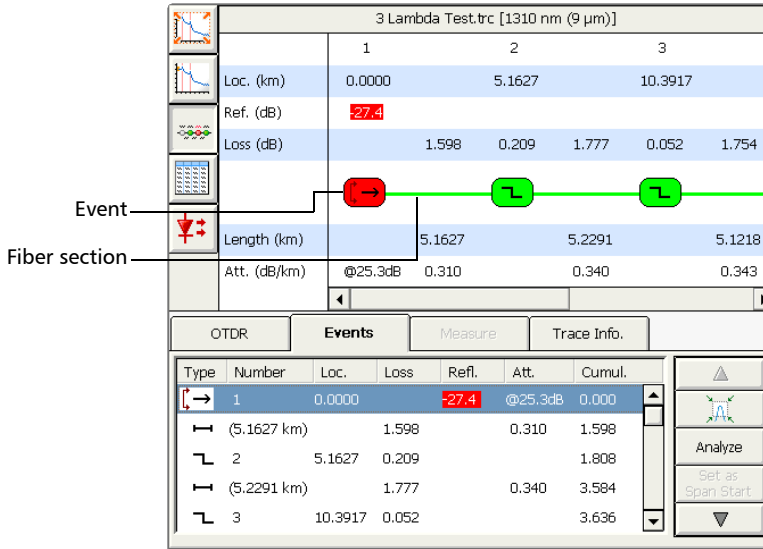 3 Lambda Test.trc [1310 nm (9 µm)]
1 2 3
Loc. (km) 0.0000 5.1627 10.3917
Ref. (dB) -27.4
Loss (dB) 1.598 0.209 1.777 0.052 1.754
Event
Fiber section
Length (km) 5.1627 5.2291 5.1218
Att. (dB/km) @25.3dB 0.310 0.340 0.343
OTDR Events Measure Trace Info.
Type Number Loc. Loss Refl. Att. Cumul.
1 0.0000 -27.4 @25.3dB 0.000
(5.1627 km) 1.598 0.310 1.598
2 5.1627 0.209 1.808
(5.2291 km) 1.777 0.340 3.584
3 10.3917 0.052 3.636
Analyze
Set as
Span Start